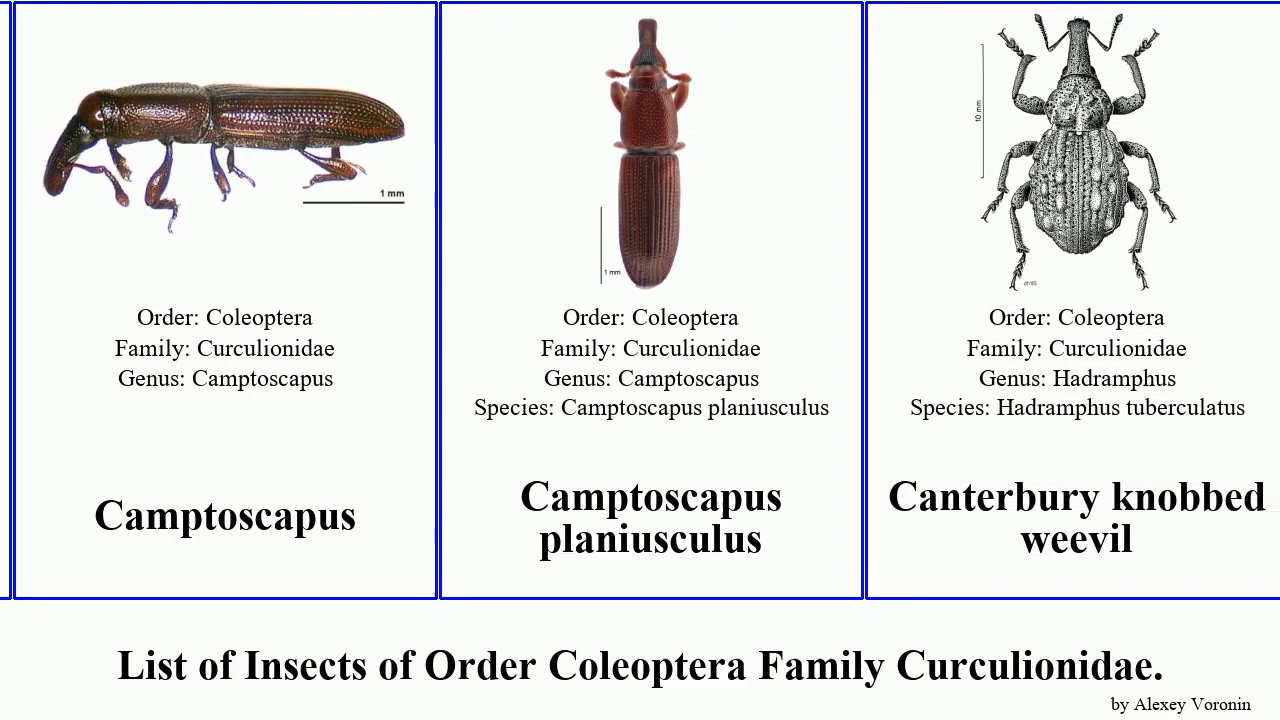 1 mm
Order: Coleoptera
Family: Curculionidae
Genus: Camptoscapus
Camptoscapus
1 mm
Order: Coleoptera
Family: Curculionidae
Genus: Camptoscapus
Species: Camptoscapus planiusculus
Camptoscapus
planiusculus
10 mm
Order: Coleoptera
Family: Curculionidae
Genus: Hadramphus
Species: Hadramphus tuberculatus
Canterbury knobbed
weevil
List of Insects of Order Coleoptera Family Curculionidae.
by Alexey Voronin